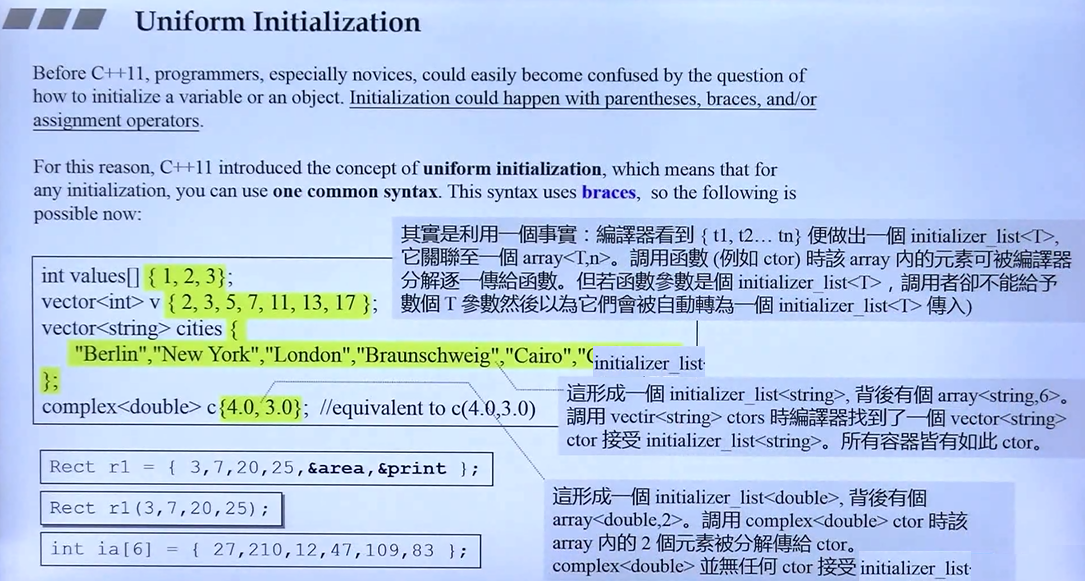 Uniform Initialization
Before C++11, programmers, especially novices, could easily become confused by the question of
how to initialize a variable or an object. Initialization could happen with parentheses, braces, and/or
assignment operators.
For this reason, C++11 introduced the concept of uniform initialization, which means that for
any initialization, you can use one common syntax. This syntax uses braces, so the following is
possible now:
其實是利用一個事實：編譯器看到 { t1, t2… tn} 便做出一個 initializer_list<T>,
它關聯至一個 array<T,n>。調用函數 (例如 ctor) 時該 array 內的元素可被編譯器
分解逐一傳給函數。但若函數參數是個 initializer_list<T>，調用者卻不能給予
數個 T 參數然後以為它們會被自動轉為一個 initializer_list<T> 傳入)
int values[] { 1, 2, 3};
vector<int> v { 2, 3, 5, 7, 11, 13, 17 };
vector<string> cities {
"Berlin","New York","London","Braunschweig","Cairo","C
initializer_list
};
complex<double> c{4.0, 3.0}; //equivalent to c(4.0,3.0)
這形成一個 initializer_list<string>, 背後有個 array<string,6>。
調用 vectir<string> ctors 時編譯器找到了一個 vector<string>
ctor 接受 initializer_list<string>。所有容器皆有如此 ctor。
Rect r1 = { 3,7,20,25,&area,&print };
Rect r1(3,7,20,25);
int ia[6] = { 27,210,12,47,109,83 };
這形成一個 initializer_list<double>, 背後有個
array<double,2>。調用 complex<double> ctor 時該
array 內的 2 個元素被分解傳給 ctor。
complex<double> 並無任何 ctor 接受 initializer_list